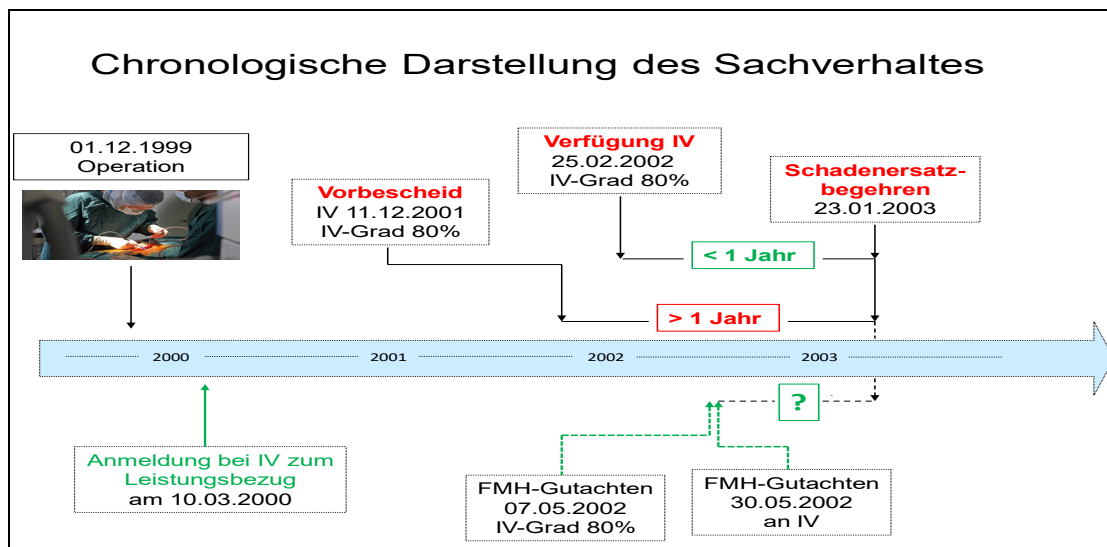 Chronologische Darstellung des Sachverhaltes
01.12.1999
Operation
Vorbescheid
IV 11.12.2001
IV-Grad 80%
Verfügung IV
25.02.2002
IV-Grad 80%
Schadenersatz-
begehren
23.01.2003
< 1 Jahr
> 1 Jahr
2000
2001
2002
2003
?
Anmeldung bei IV zum
Leistungsbezug
am 10.03.2000
FMH-Gutachten
07.05.2002
IV-Grad 80%
FMH-Gutachten
30.05.2002
an IV